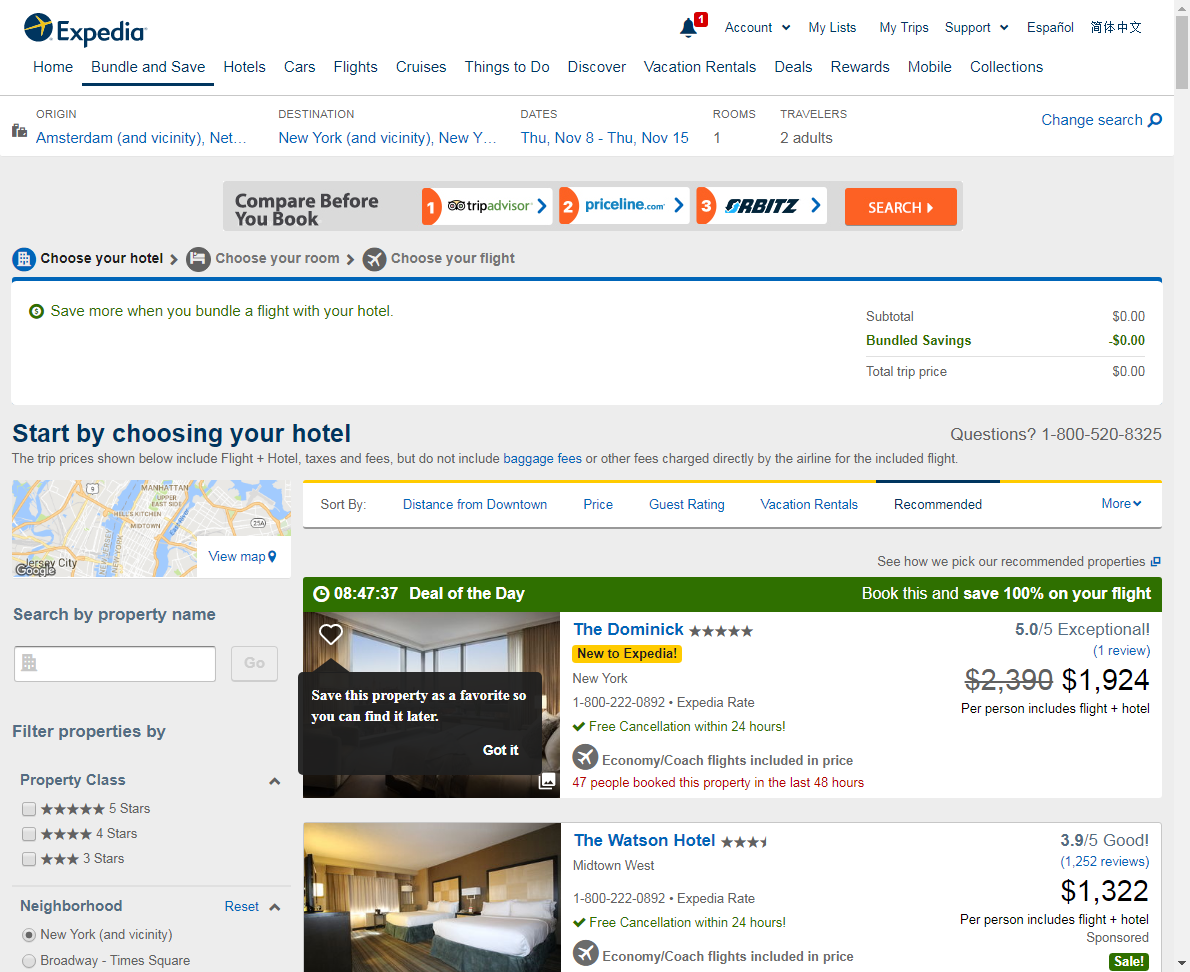 Expedia
1
Account
My Lists
My Trips
Support
Español
简体中文
Home
Bundle and Save
Hotels
Cars
Flights
Cruises
Things to Do
Discover
Vacation Rentals
Deals
Rewards
Mobile
Collections
ORIGIN
Amsterdam (and vicinity), Net...
DESTINATION
New York (and vicinity), New Y...
DATES
Thu, Nov 8 - Thu, Nov 15
ROOMS
1
TRAVELERS
2 adults
Change search
Compare Before
You Book
1 tripadvisor
2 priceline.com
3 ORBITZ
SEARCH
Choose your hotel
Choose your room
Choose your flight
Save more when you bundle a flight with your hotel.
Subtotal $0.00
Bundled Savings -$0.00
Total trip price $0.00
Start by choosing your hotel
Questions? 1-800-520-8325
The trip prices shown below include Flight + Hotel, taxes and fees, but do not include baggage fees or other fees charged directly by the airline for the included flight.
9
MANHATTAN
UPPER
EAST SIDE
HELL'S KITCHEN
MIDTOWN
East River
25A
NEW JERSEY
NEW YORK
Jersey City
Google
View map
Sort By:
Distance from Downtown
Price
Guest Rating
Vacation Rentals
Recommended
More
See how we pick our recommended properties
Search by property name
Go
Filter properties by
Property Class
5 Stars
4 Stars
3 Stars
Neighborhood Reset
New York (and vicinity)
Broadway - Times Square
08:47:37 Deal of the Day
Book this and save 100% on your flight
Save this property as a favorite so
you can find it later.
Got it
The Dominick
New to Expedia!
New York
1-800-222-0892 • Expedia Rate
Free Cancellation within 24 hours!
Economy/Coach flights included in price
47 people booked this property in the last 48 hours
5.0/5 Exceptional!
(1 review)
$2,390 $1,924
Per person includes flight + hotel
The Watson Hotel
Midtown West
1-800-222-0892 • Expedia Rate
Free Cancellation within 24 hours!
Economy/Coach flights included in price
3.9/5 Good!
(1,252 reviews)
$1,322
Per person includes flight + hotel
Sponsored
Sale!